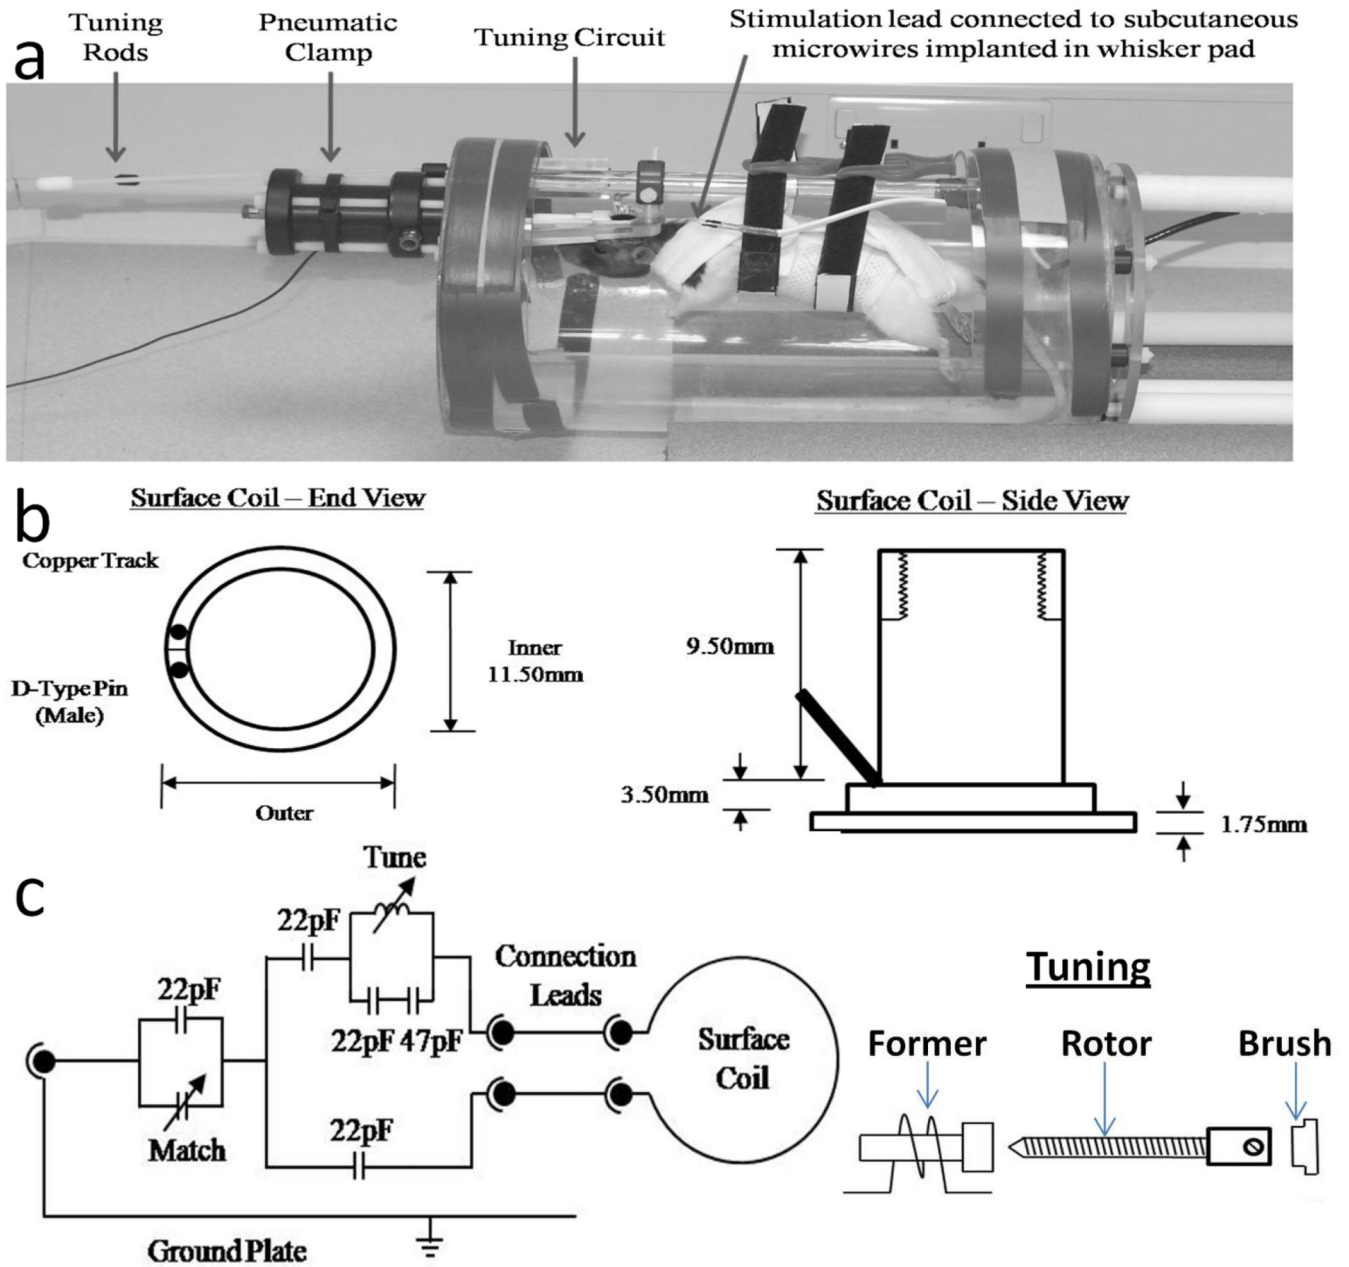 a
Tuning
Rods
Pneumatic
Clamp
Tuning Circuit
Stimulation lead connected to subcutaneous
microwires implanted in whisker pad
b
Surface Coil – End View
Copper Track
D-Type Pin
(Male)
Inner
11.50mm
Outer
Surface Coil – Side View
9.50mm
3.50mm
1.75mm
c
Tune
22pF
22pF
22pF 47pF
Match
22pF
Connection
Leads
Surface
Coil
Ground Plate
Tuning
Former
Rotor
Brush